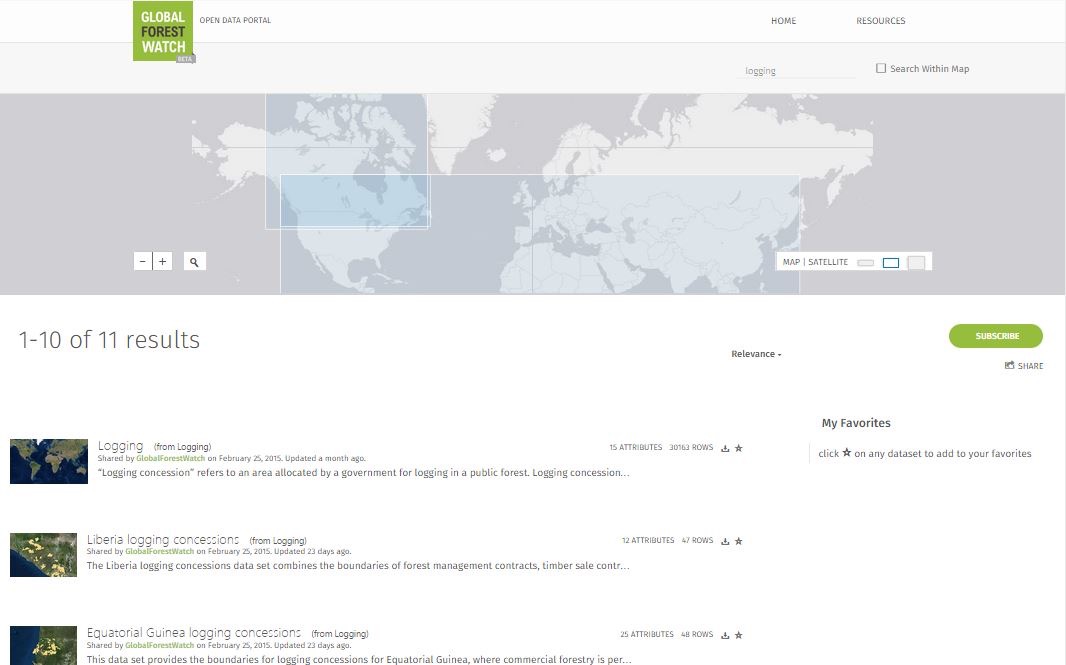 GLOBAL
FOREST
WATCH
BETA
OPEN DATA PORTAL
HOME
RESOURCES
logging
Search Within Map
− +
MAP | SATELLITE
1-10 of 11 results
Relevance
SUBSCRIBE
SHARE
My Favorites
click ★ on any dataset to add to your favorites
Logging (from Logging)
15 ATTRIBUTES 30163 ROWS
Shared by GlobalForestWatch on February 25, 2015. Updated a month ago.
“Logging concession” refers to an area allocated by a government for logging in a public forest. Logging concession...
Liberia logging concessions (from Logging)
12 ATTRIBUTES 47 ROWS
Shared by GlobalForestWatch on February 25, 2015. Updated 23 days ago.
The Liberia logging concessions data set combines the boundaries of forest management contracts, timber sale contr...
Equatorial Guinea logging concessions (from Logging)
25 ATTRIBUTES 48 ROWS
Shared by GlobalForestWatch on February 25, 2015. Updated 23 days ago.
This data set provides the boundaries for logging concessions for Equatorial Guinea, where commercial forestry is per...